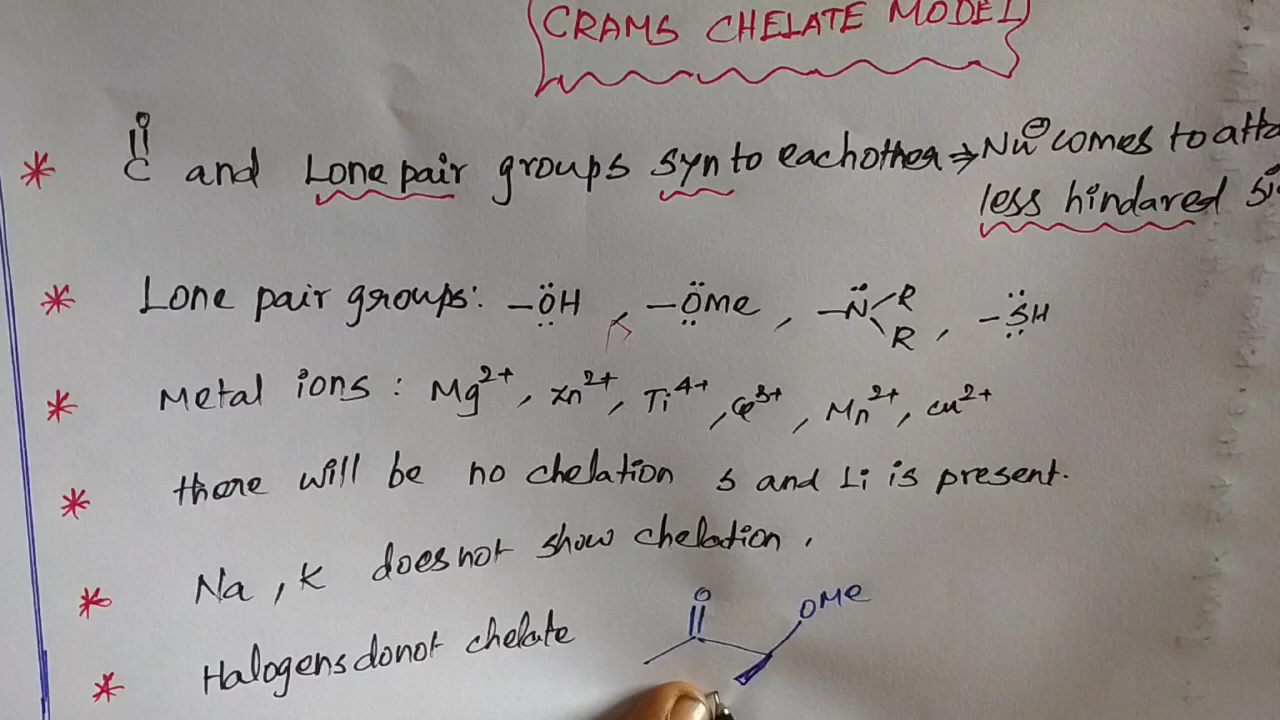 CRAMS CHELATE MODEL
* O
C and Lone pair groups syn to eachother ⇒ Nu⊖ comes to
less hindared
* Lone pair groups: -ÖH, -ÖMe, -N̈ R R, -S̈H
* Metal ions : Mg²⁺, Zn²⁺, Ti⁴⁺, Ce³⁺, Mn²⁺, Cu²⁺
* there will be no chelation S and Li is present.
* Na, K does not show chelation.
* Halogens donot chelate
O OMe